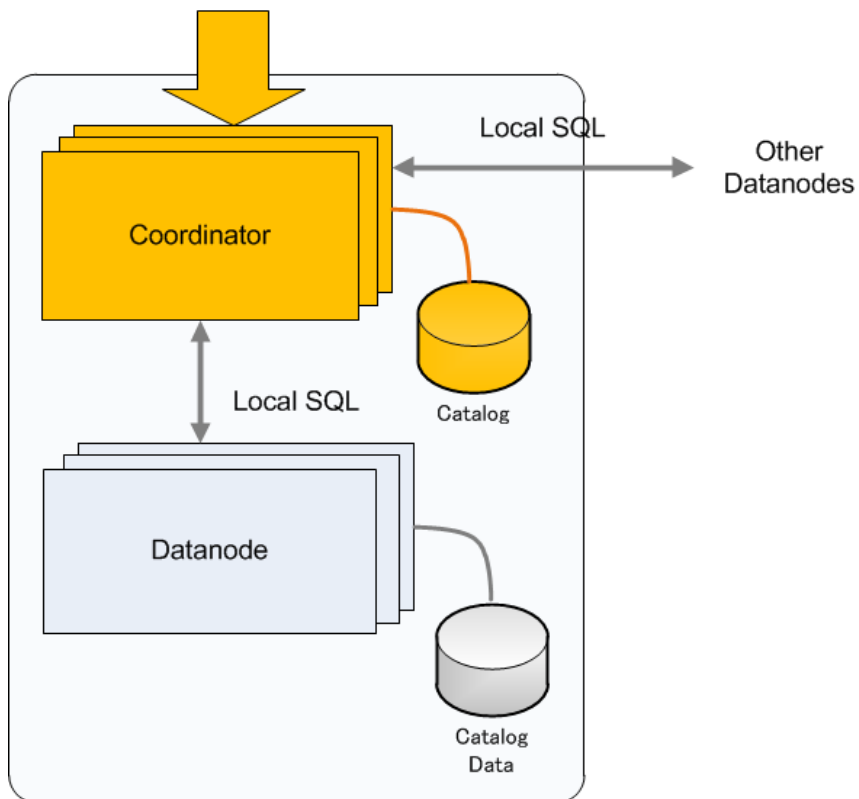 Local SQL
Other
Datanodes
Coordinator
Catalog
Local SQL
Datanode
Catalog
Data